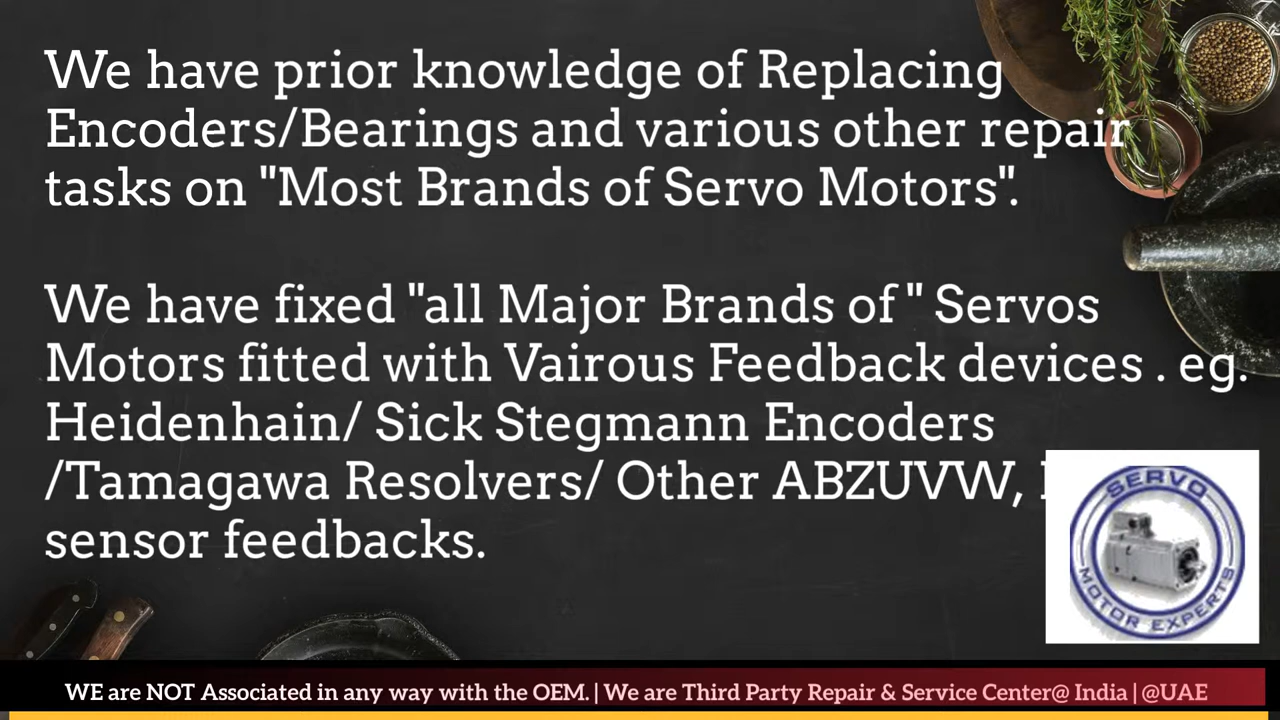 We have prior knowledge of Replacing
Encoders/Bearings and various other repair
tasks on "Most Brands of Servo Motors".
We have fixed "all Major Brands of " Servos
Motors fitted with Vairous Feedback devices . eg.
Heidenhain/ Sick Stegmann Encoders
/Tamagawa Resolvers/ Other ABZUVW,
sensor feedbacks.
SERVO
MOTOR EXPERTS
WE are NOT Associated in any way with the OEM. | We are Third Party Repair & Service Center@ India | @UAE